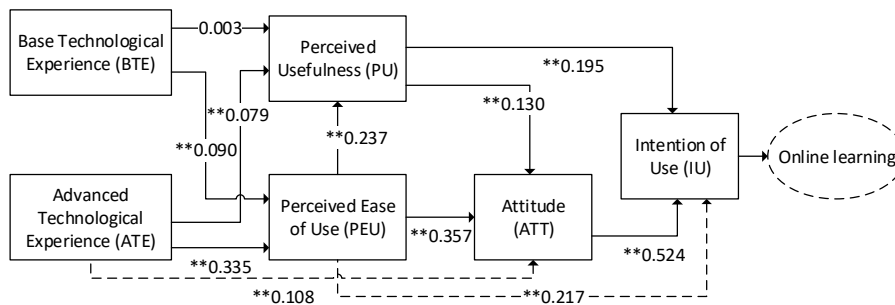 Base Technological
Experience (BTE)
0.003
Perceived
Usefulness (PU)
**0.195
**0.130
**0.079
**0.237
**0.090
Intention of
Use (IU)
Online learning
Advanced
Technological
Experience (ATE)
Perceived Ease
of Use (PEU)
**0.357
Attitude
(ATT)
**0.524
**0.335
**0.108
**0.217